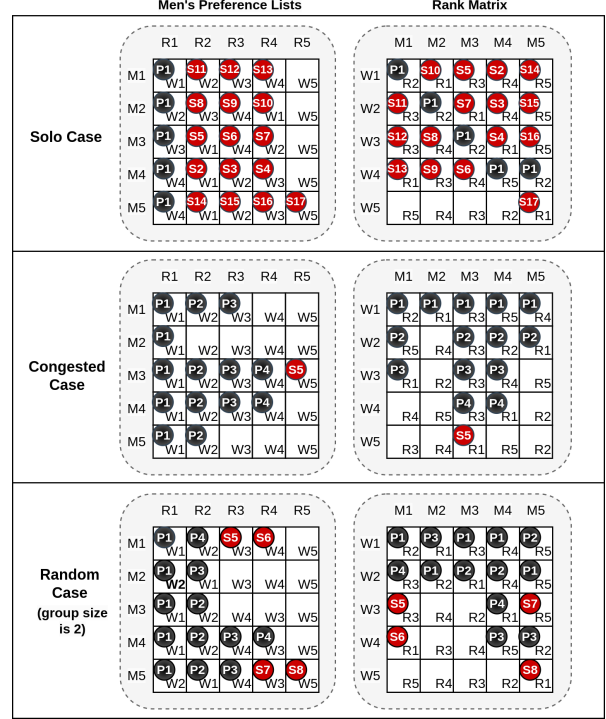 Men's Preference Lists Rank Matrix
Solo Case
R1 R2 R3 R4 R5
M1 P1 W1 S11 W2 S12 W3 S13 W4 W5
M2 P1 W2 S8 W3 S9 W4 S10 W1 W5
M3 P1 W3 S5 W1 S6 W4 S7 W2 W5
M4 P1 W4 S2 W1 S3 W2 S4 W3 W5
M5 P1 W4 S14 W1 S15 W2 S16 W3 S17 W5
M1 M2 M3 M4 M5
W1 P1 R2 S10 R1 S5 R3 S2 R4 S14 R5
W2 S11 R3 P1 R2 S7 R1 S3 R4 S15 R5
W3 S12 R3 S8 R4 P1 R2 S4 R1 S16 R5
W4 S13 R1 S9 R3 S6 R4 P1 R5 P1 R2
W5 R5 R4 R3 R2 S17 R1
Congested
Case
R1 R2 R3 R4 R5
M1 P1 W1 P2 W2 P3 W3 W4 W5
M2 P1 W1 W2 W3 W4 W5
M3 P1 W1 P2 W2 P3 W3 P4 W4 S5 W5
M4 P1 W1 P2 W2 P3 W3 P4 W4 W5
M5 P1 W1 P2 W2 W3 W4 W5
M1 M2 M3 M4 M5
W1 P1 R2 P1 R1 P1 R3 P1 R5 P1 R4
W2 P2 R5 R4 P2 R3 P2 R2 P2 R1
W3 P3 R1 R2 P3 R3 P3 R4 R5
W4 R4 R5 P4 R3 P4 R1 R2
W5 R3 R4 S5 R1 R5 R2
Random
Case
(group size
is 2)
R1 R2 R3 R4 R5
M1 P1 W1 P4 W2 S5 W3 S6 W4 W5
M2 P1 W2 P3 W1 W3 W4 W5
M3 P1 W1 P2 W2 W4 W3 W5
M4 P1 W1 P2 W2 P3 W4 P4 W3 W5
M5 P1 W2 P2 W1 P3 W4 S7 W3 S8 W5
M1 M2 M3 M4 M5
W1 P1 R2 P3 R1 P1 R3 P1 R4 P2 R5
W2 P4 R3 P1 R2 P2 R1 P2 R4 P1 R5
W3 S5 R3 R4 R2 P4 R1 S7 R5
W4 S6 R1 R3 R4 P3 R5 P3 R2
W5 R5 R4 R3 R2 S8 R1